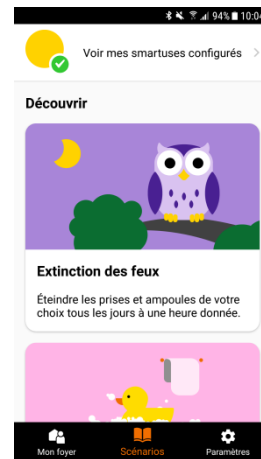 94% 10:04
Voir mes smartuses configurés
Découvrir
Extinction des feux
Éteindre les prises et ampoules de votre
choix tous les jours à une heure donnée.
Mon foyer
Scénarios
Paramètres